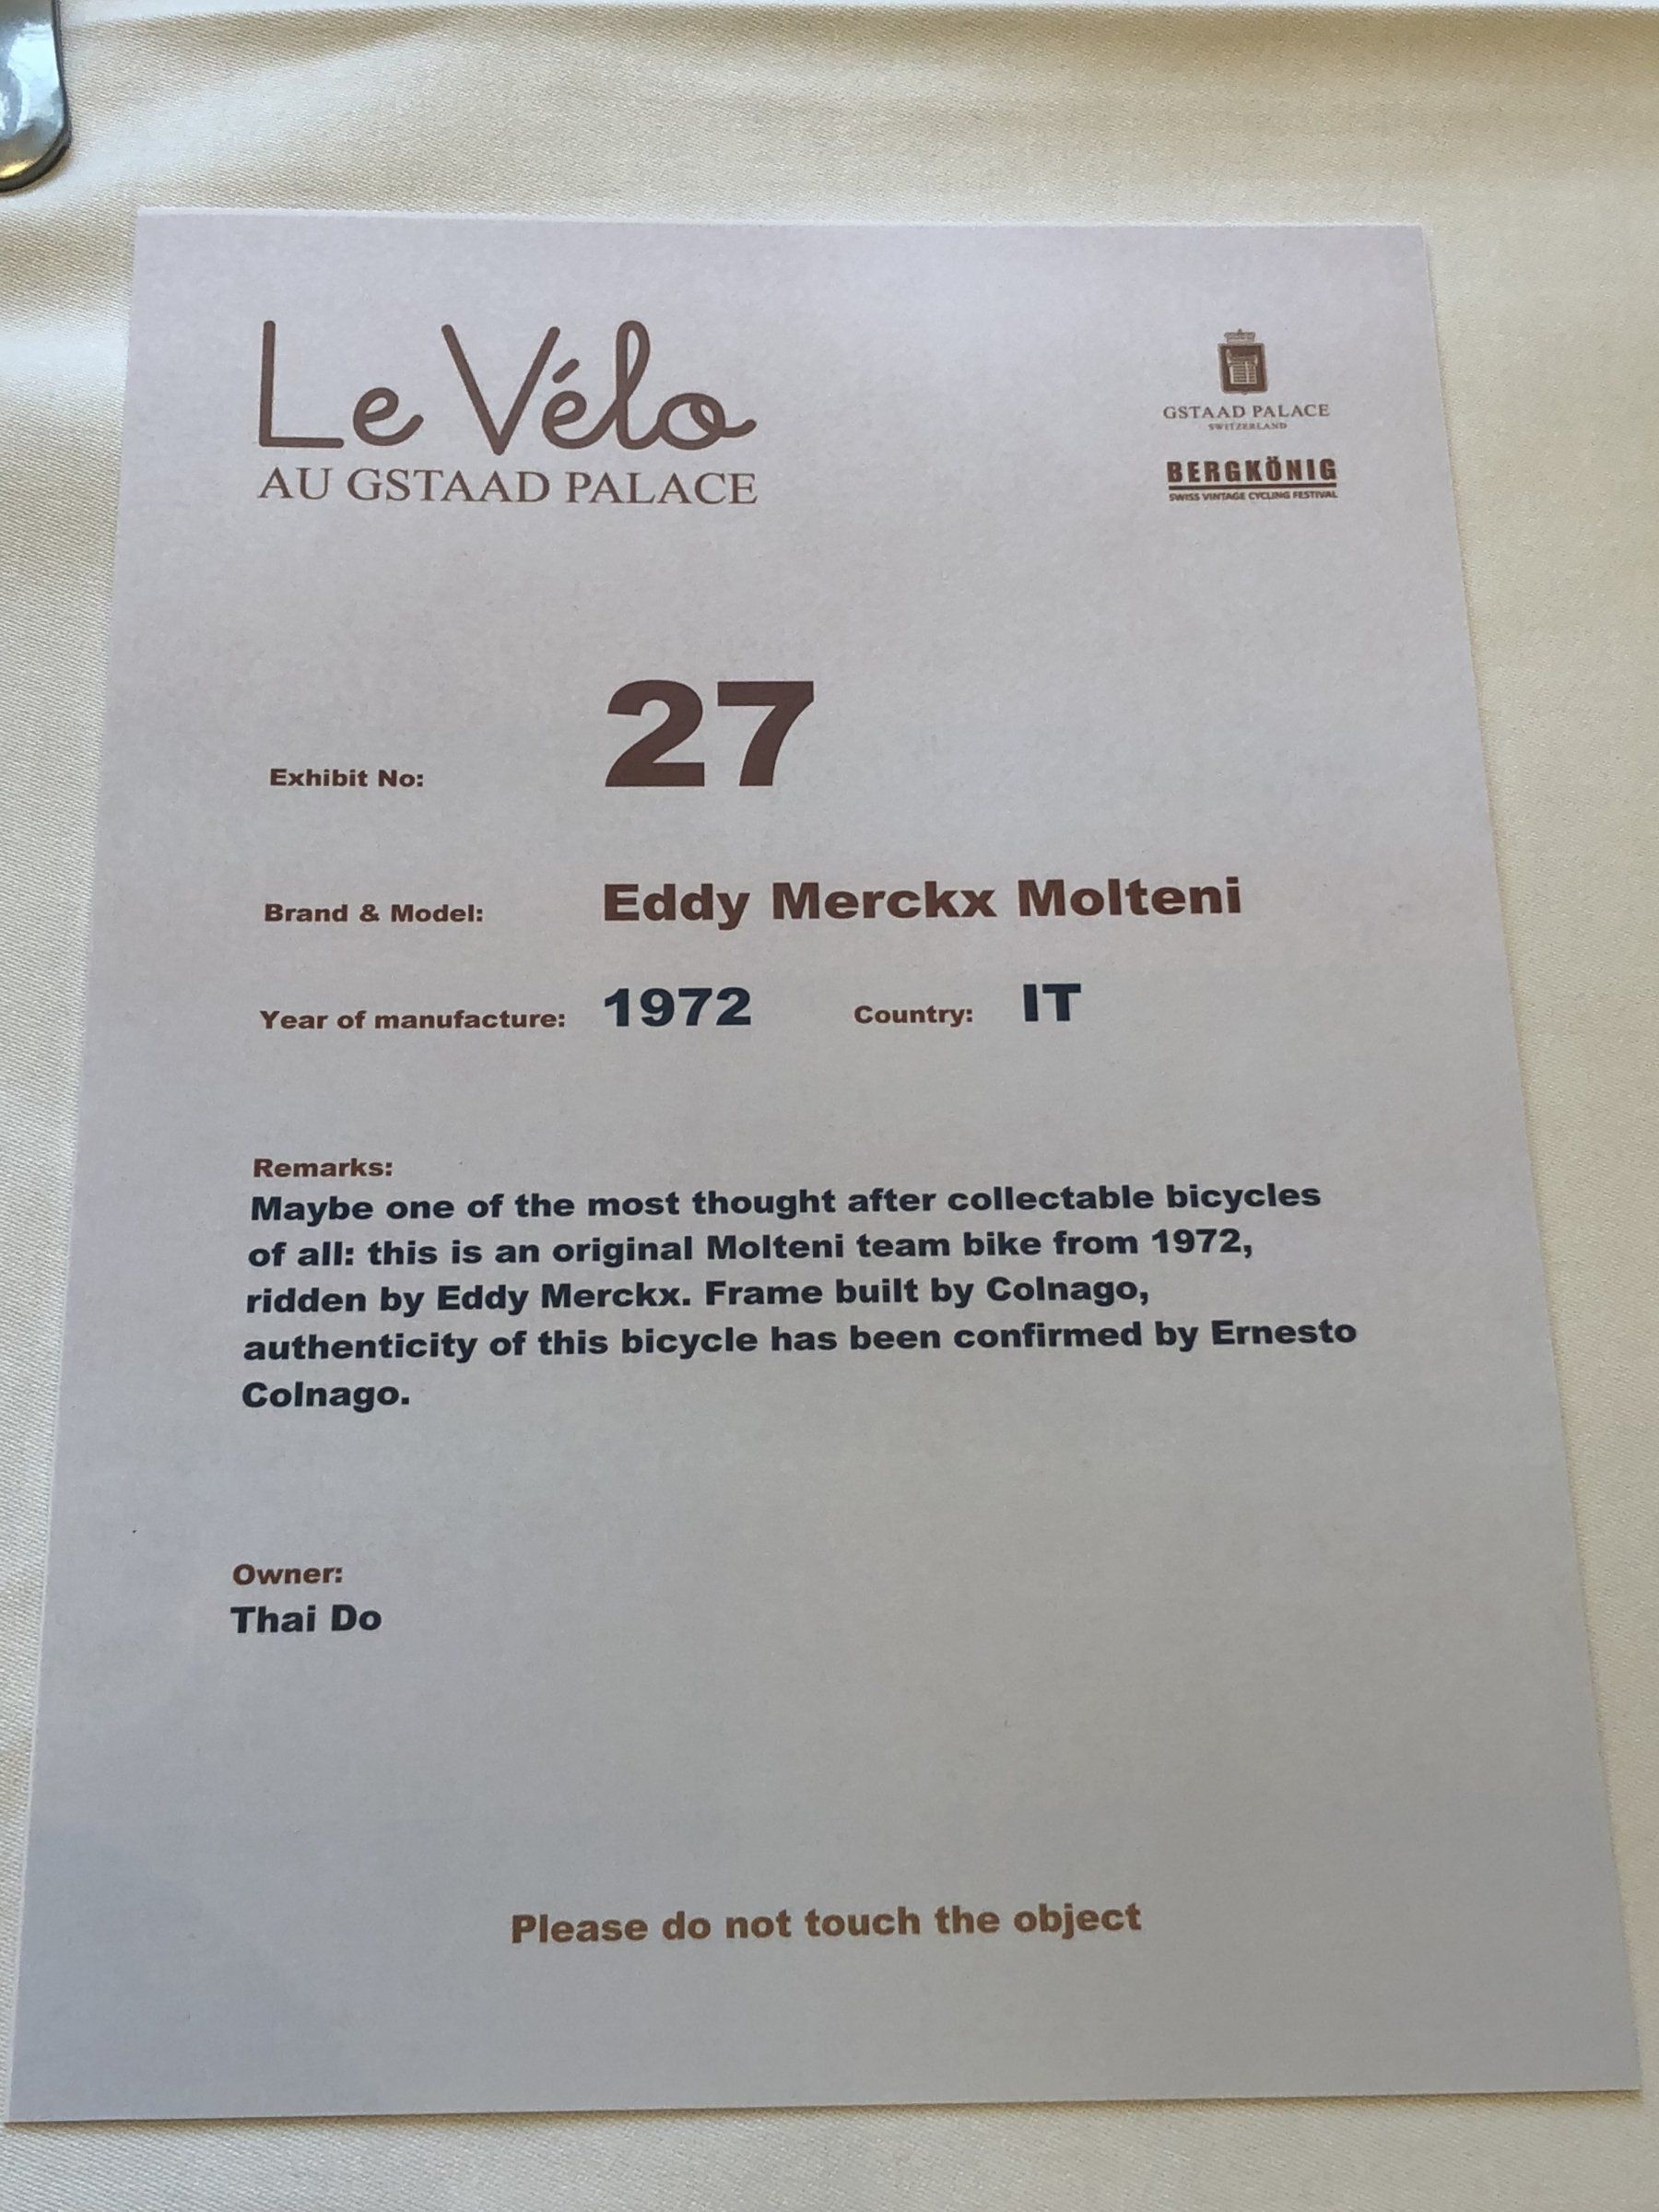 Le Vélo
AU GSTAAD PALACE
GSTAAD PALACE
SWITZERLAND
BERGKÖNIG
SWISS VINTAGE CYCLING FESTIVAL
Exhibit No: 27
Brand & Model: Eddy Merckx Molteni
Year of manufacture: 1972 Country: IT
Remarks:
Maybe one of the most thought after collectable bicycles
of all: this is an original Molteni team bike from 1972,
ridden by Eddy Merckx. Frame built by Colnago,
authenticity of this bicycle has been confirmed by Ernesto
Colnago.
Owner:
Thai Do
Please do not touch the object